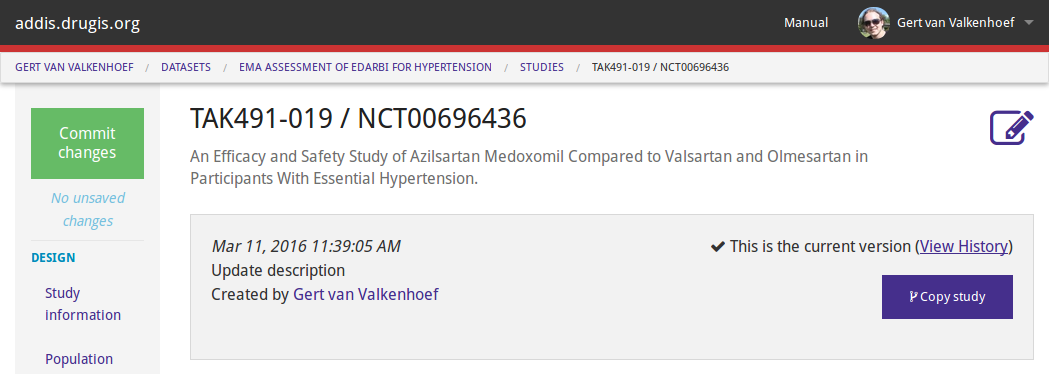 addis.drugis.org
Manual
Gert van Valkenhoef
GERT VAN VALKENHOEF / DATASETS / EMA ASSESSMENT OF EDARBI FOR HYPERTENSION / STUDIES / TAK491-019 / NCT00696436
Commit
changes
No unsaved
changes
DESIGN
Study
information
Population
TAK491-019 / NCT00696436
An Efficacy and Safety Study of Azilsartan Medoxomil Compared to Valsartan and Olmesartan in
Participants With Essential Hypertension.
Mar 11, 2016 11:39:05 AM
Update description
Created by Gert van Valkenhoef
This is the current version (View History)
Copy study